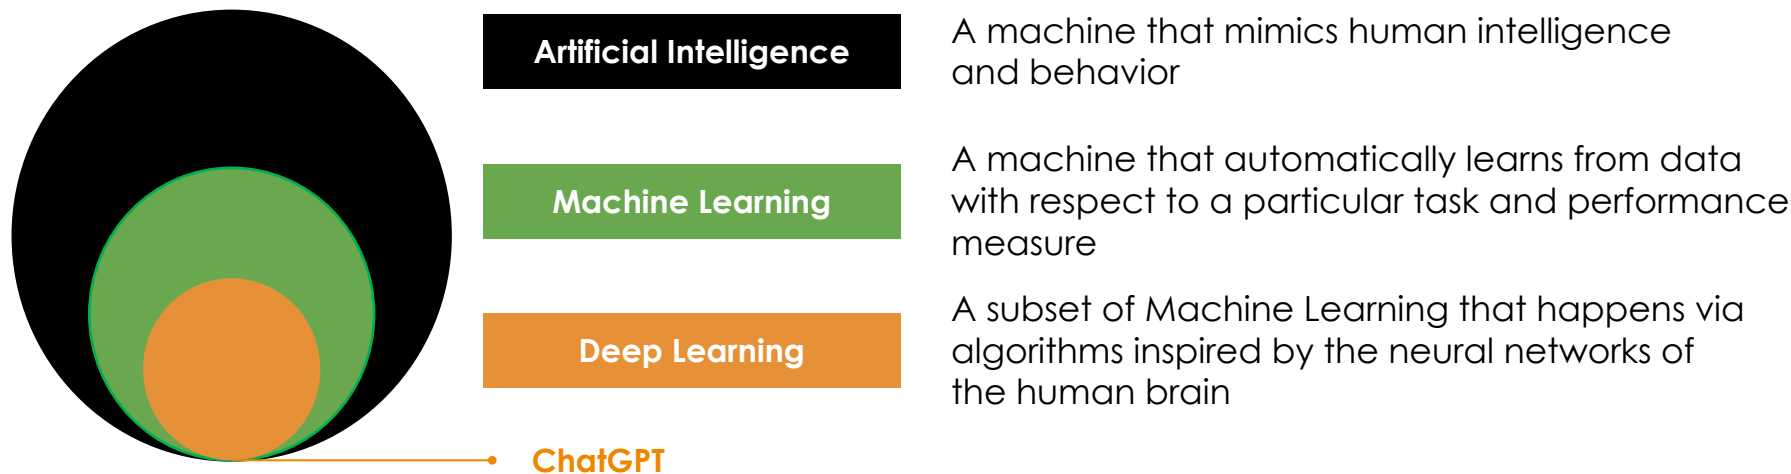 Artificial Intelligence
A machine that mimics human intelligence
and behavior
Machine Learning
A machine that automatically learns from data
with respect to a particular task and performance
measure
Deep Learning
A subset of Machine Learning that happens via
algorithms inspired by the neural networks of
the human brain
ChatGPT